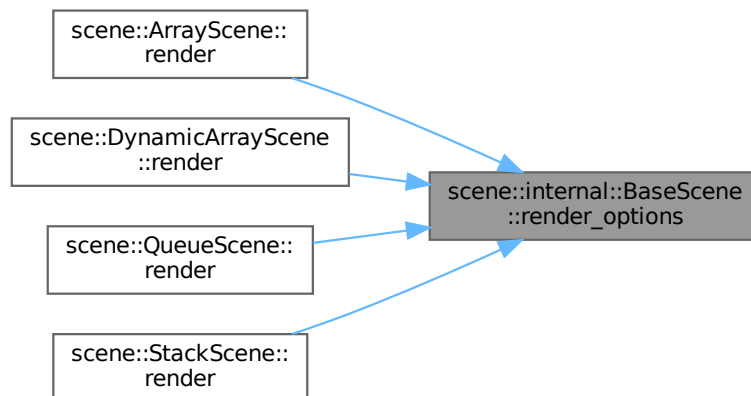 scene::ArrayScene::
render
scene::DynamicArrayScene
::render
scene::internal::BaseScene
::render_options
scene::QueueScene::
render
scene::StackScene::
render